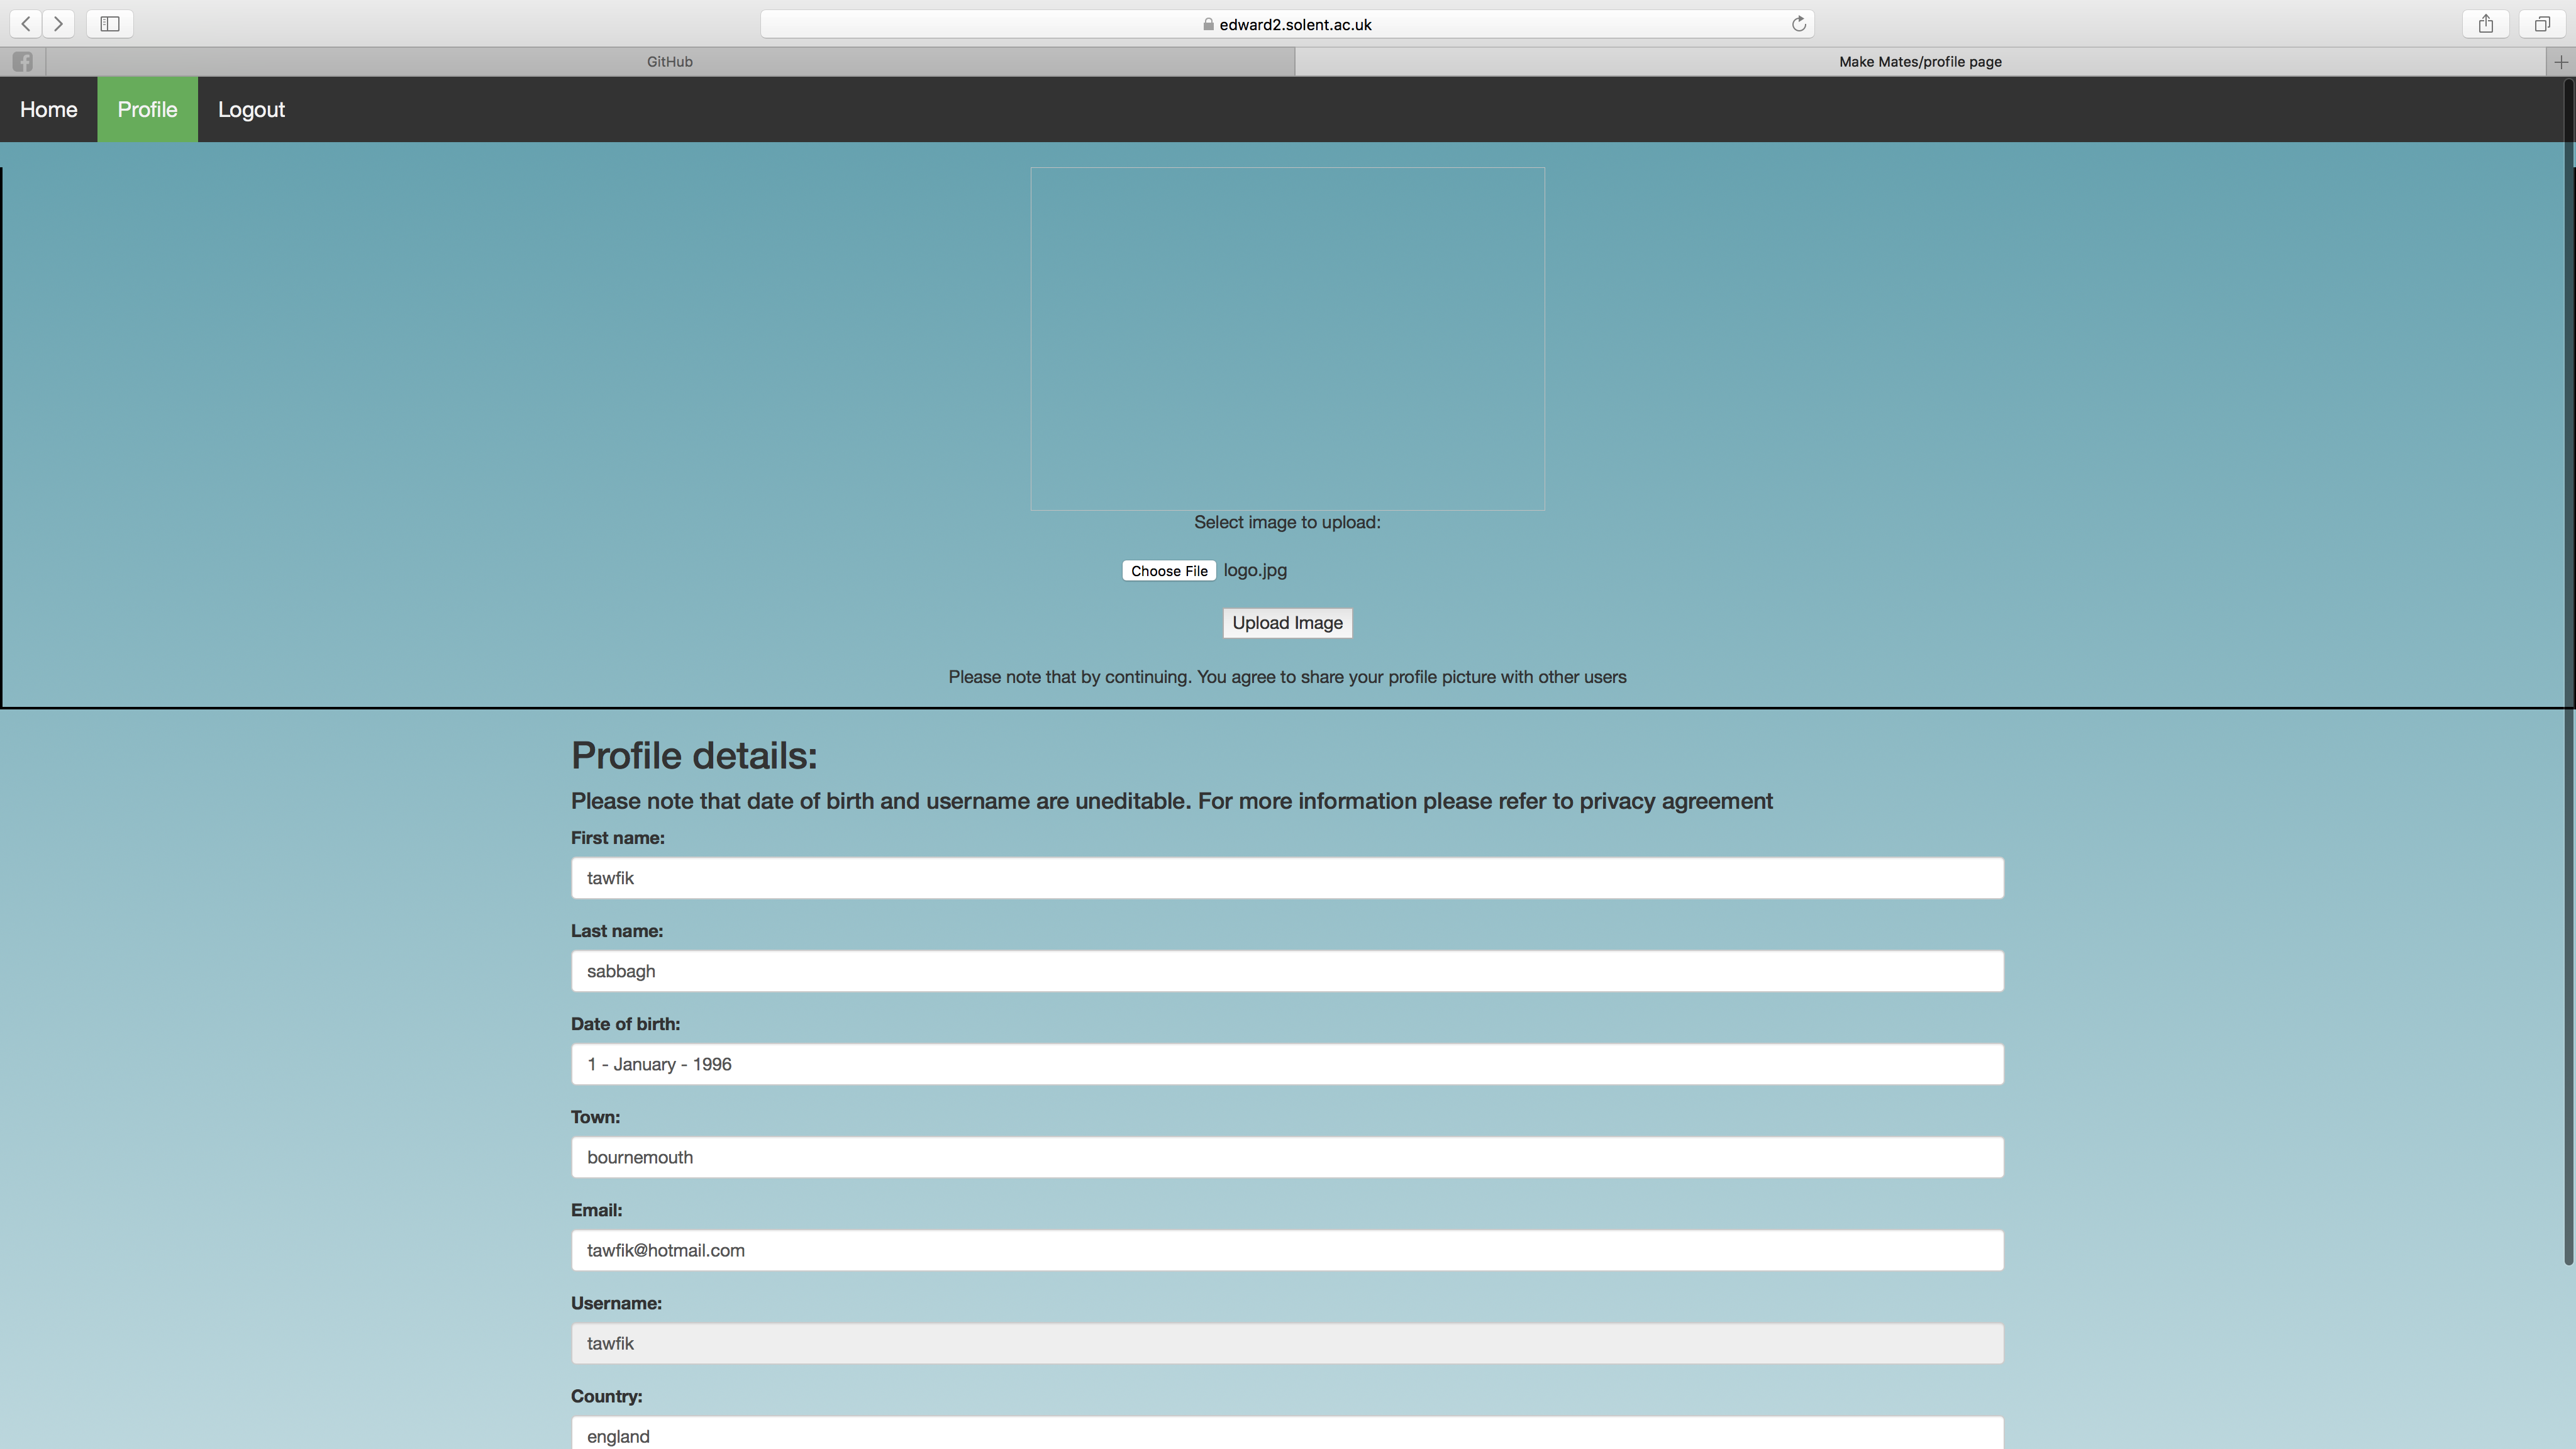 edward2.solent.ac.uk
GitHub
Make Mates/profile page
Home Profile Logout
Select image to upload:
Choose File logo.jpg
Upload Image
Please note that by continuing. You agree to share your profile picture with other users
Profile details:
Please note that date of birth and username are uneditable. For more information please refer to privacy agreement
First name:
tawfik
Last name:
sabbagh
Date of birth:
1 - January - 1996
Town:
bournemouth
Email:
tawfik@hotmail.com
Username:
tawfik
Country:
england